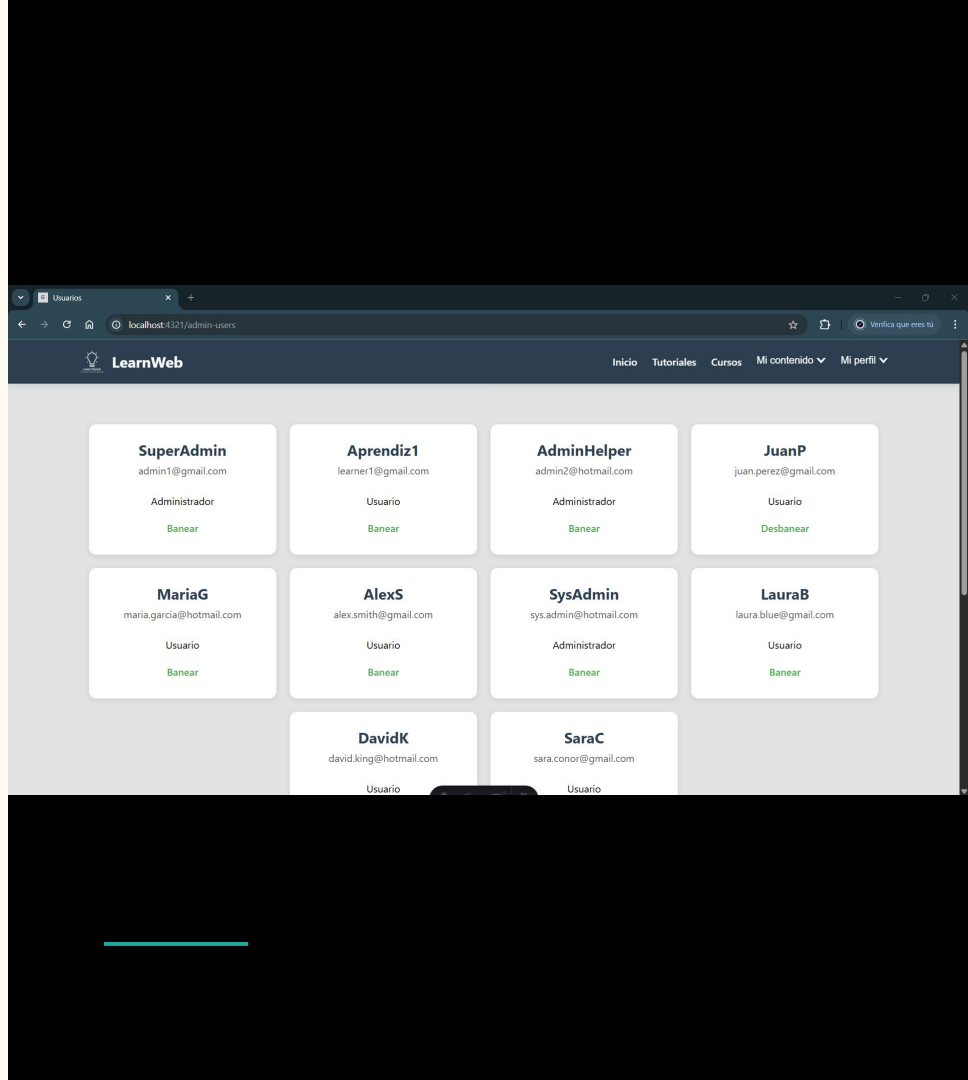 Usuarios
localhost:4321/admin-users
Verifica que eres tú
LearnWeb
Inicio Tutoriales Cursos Mi contenido Mi perfil
SuperAdmin Aprendiz1 AdminHelper JuanP
admin1@gmail.com learner1@gmail.com admin2@hotmail.com juan.perez@gmail.com
Administrador Usuario Administrador Usuario
Banear Banear Banear Desbanear
MariaG AlexS SysAdmin LauraB
maria.garcia@hotmail.com alex.smith@gmail.com sys.admin@hotmail.com laura.blue@gmail.com
Usuario Usuario Administrador Usuario
Banear Banear Banear Banear
DavidK SaraC
david.king@hotmail.com sara.conor@gmail.com
Usuario Usuario